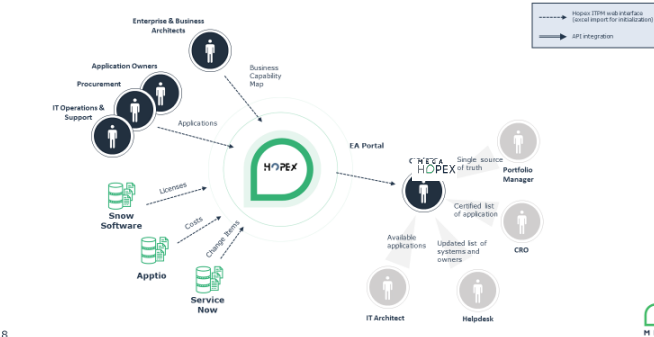 Enterprise & Business
Architects
Hopex ITPM web interface
(excel import for initialization)
API integration
Application Owners
Business
Capability
Map
Procurement
IT Operations &
Support
Applications
HOPEX
EA Portal
MEGA
HOPEX
Single source
of truth
Portfolio
Manager
Licenses
Snow
Software
Costs
Certified list
of application
Change Items
Available
applications
Updated list of
systems and
owners
CRO
Apptio
Service
Now
IT Architect
Helpdesk
8